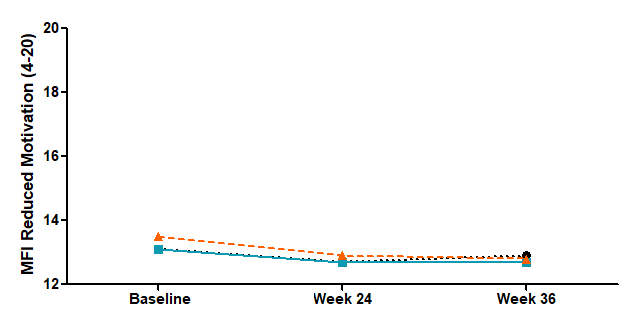 MFI Reduced Motivation (4-20)
20
18
16
14
12
Baseline Week 24 Week 36